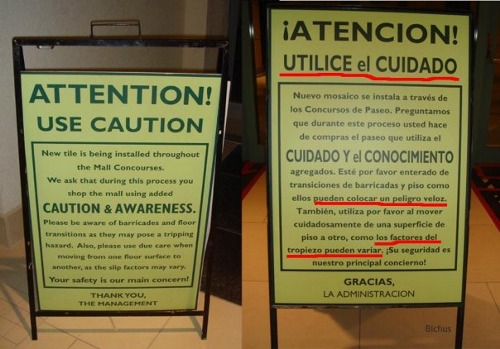 ATTENTION!
USE CAUTION
New tile is being installed throughout
the Mall Concourses.
We ask that during this process you
shop the mall using added
CAUTION & AWARENESS.
Please be aware of barricades and floor
transitions as they may pose a tripping
hazard. Also, please use due care when
moving from one floor surface to
another, as the slip factors may vary.
Your safety is our main concern!
THANK YOU,
THE MANAGEMENT
¡ATENCION!
UTILICE el CUIDADO
Nuevo mosaico se instala a través de
los Concursos de Paseo. Preguntamos
que durante este proceso usted hace
de compras el paseo que utiliza el
CUIDADO Y el CONOCIMIENTO
agregados. Esté por favor enterado de
transiciones de barricadas y piso como
ellos pueden colocar un peligro veloz.
También, utiliza por favor al mover
cuidadosamente de una superficie de
piso a otro, como los factores del
tropiezo pueden variar. ¡Su seguridad es
nuestro principal concierno!
GRACIAS,
LA ADMINISTRACION
Bichus